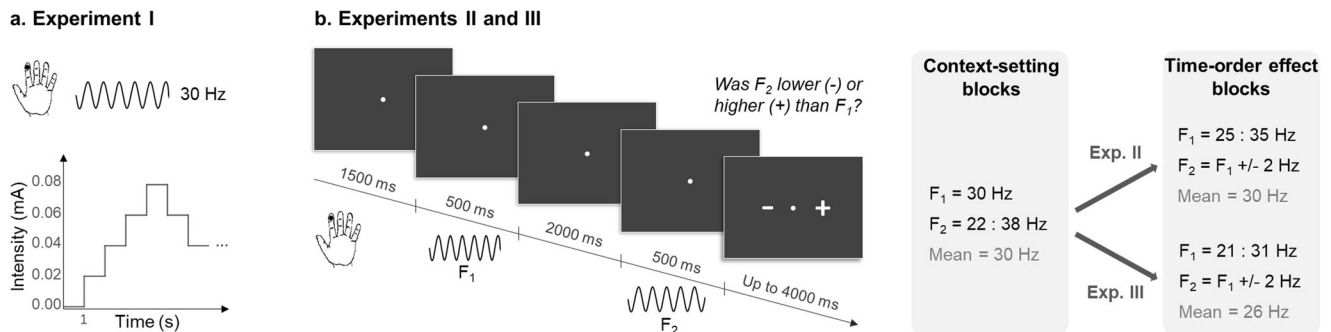 a. Experiment I
30 Hz
Intensity (mA)
0.08
0.06
0.04
0.02
0.00
1
Time (s)
...
b. Experiments II and III
Was F₂ lower (-) or
higher (+) than F₁?
1500 ms
500 ms
2000 ms
500 ms
Up to 4000 ms
F₁
F₂
- +
Context-setting
blocks
F₁ = 30 Hz
F₂ = 22 : 38 Hz
Mean = 30 Hz
Exp. II
Exp. III
Time-order effect
blocks
F₁ = 25 : 35 Hz
F₂ = F₁ +/- 2 Hz
Mean = 30 Hz
F₁ = 21 : 31 Hz
F₂ = F₁ +/- 2 Hz
Mean = 26 Hz